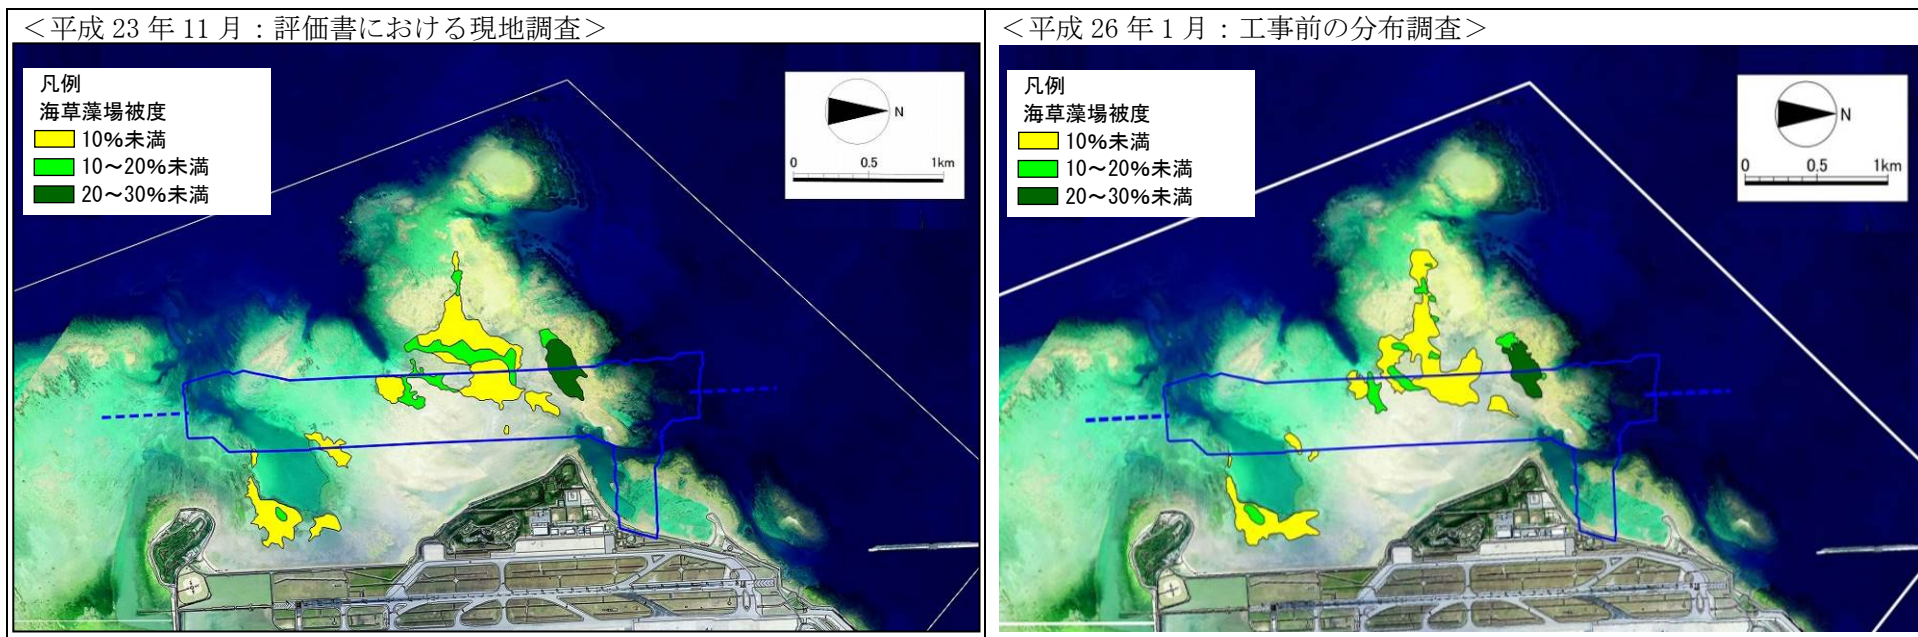 ＜平成 23 年 11 月：評価書における現地調査＞
凡例
海草藻場被度
10%未満
10～20%未満
20～30%未満
N
0 0.5 1km
＜平成 26 年 1 月：工事前の分布調査＞
凡例
海草藻場被度
10%未満
10～20%未満
20～30%未満
N
0 0.5 1km